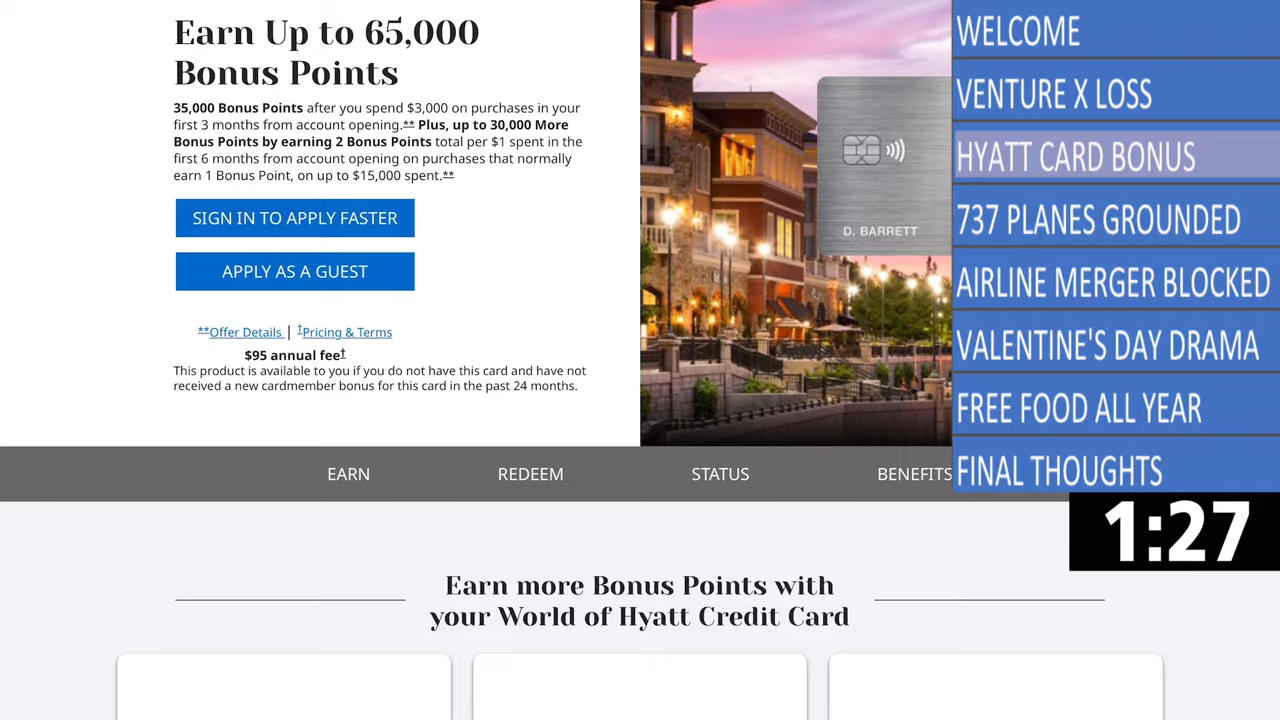 Earn Up to 65,000
Bonus Points
35,000 Bonus Points after you spend $3,000 on purchases in your
first 3 months from account opening.** Plus, up to 30,000 More
Bonus Points by earning 2 Bonus Points total per $1 spent in the
first 6 months from account opening on purchases that normally
earn 1 Bonus Point, on up to $15,000 spent.**
SIGN IN TO APPLY FASTER
APPLY AS A GUEST
**Offer Details | †Pricing & Terms
$95 annual fee†
This product is available to you if you do not have this card and have not
received a new cardmember bonus for this card in the past 24 months.
D. BARRETT
WELCOME
VENTURE X LOSS
HYATT CARD BONUS
737 PLANES GROUNDED
AIRLINE MERGER BLOCKED
VALENTINE'S DAY DRAMA
FREE FOOD ALL YEAR
FINAL THOUGHTS
1:27
EARN REDEEM STATUS BENEFITS
Earn more Bonus Points with
your World of Hyatt Credit Card